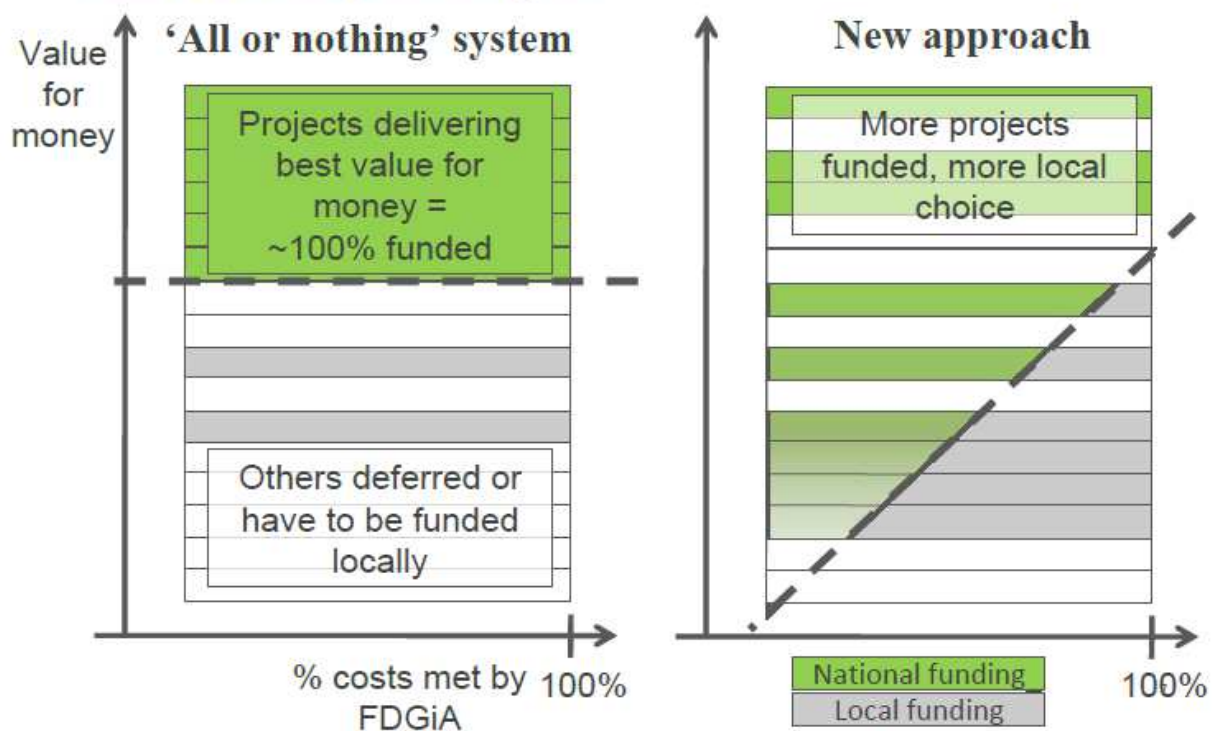 Value
for
money
'All or nothing' system
Projects delivering
best value for
money =
~100% funded
Others deferred or
have to be funded
locally
% costs met by
FDGiA
100%
New approach
More projects
funded, more local
choice
National funding
Local funding
100%